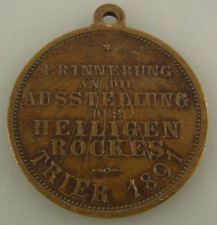 ERINNERUNG
AN DIE
AUSSTELLUNG
DES
HEILIGEN
ROCKES
TRIER 1891